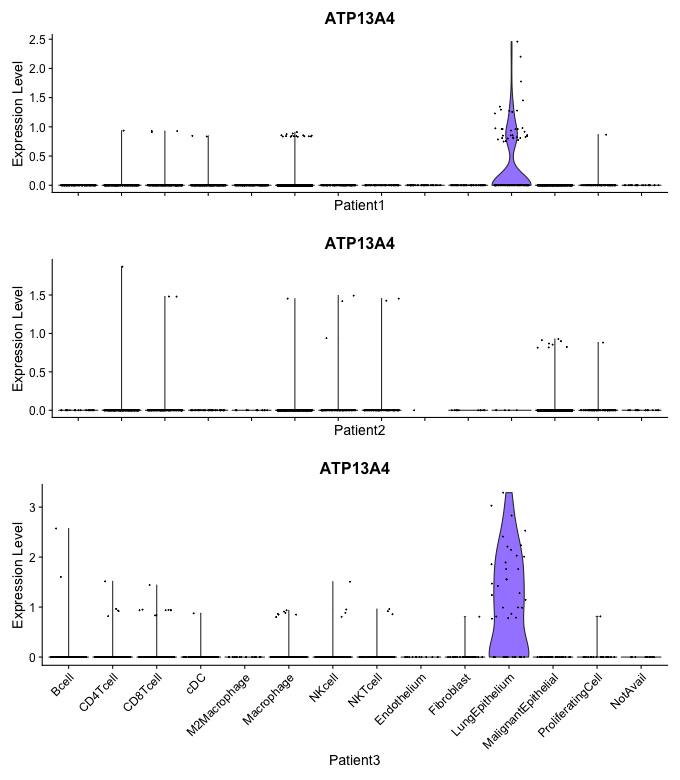 ATP13A4
Expression Level
2.5
2.0
1.5
1.0
0.5
0.0
Patient1
ATP13A4
Expression Level
1.5
1.0
0.5
0.0
Patient2
ATP13A4
Expression Level
3
2
1
0
Bcell
CD4Tcell
CD8Tcell
cDC
M2Macrophage
Macrophage
NKcell
NKTcell
Endothelium
Fibroblast
LungEpithelium
MalignantEpithelial
ProliferatingCell
NotAvail
Patient3